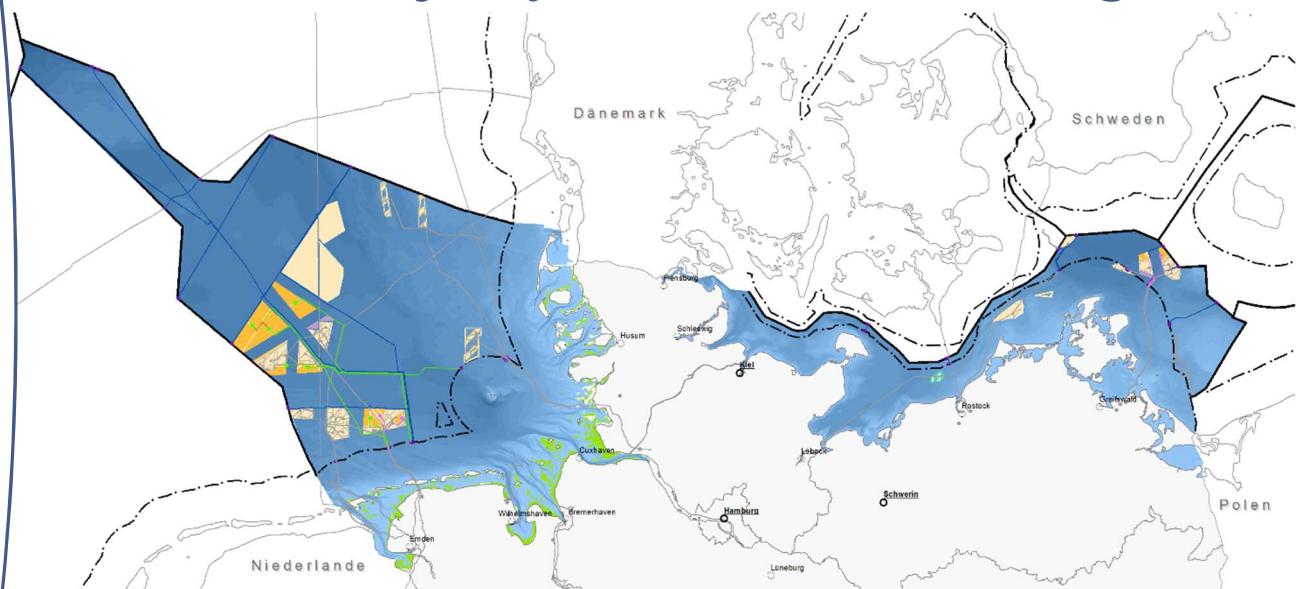 Dänemark
Schweden
Flensburg
Husum
Schleswig
Kiel
Rostock
Greifswald
Cuxhaven
Lübeck
Schwerin
Wilhelmshaven
Bremerhaven
Hamburg
Polen
Emden
Niederlande
Lüneburg